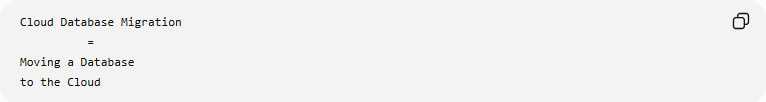 Cloud Database Migration
=
Moving a Database
to the Cloud